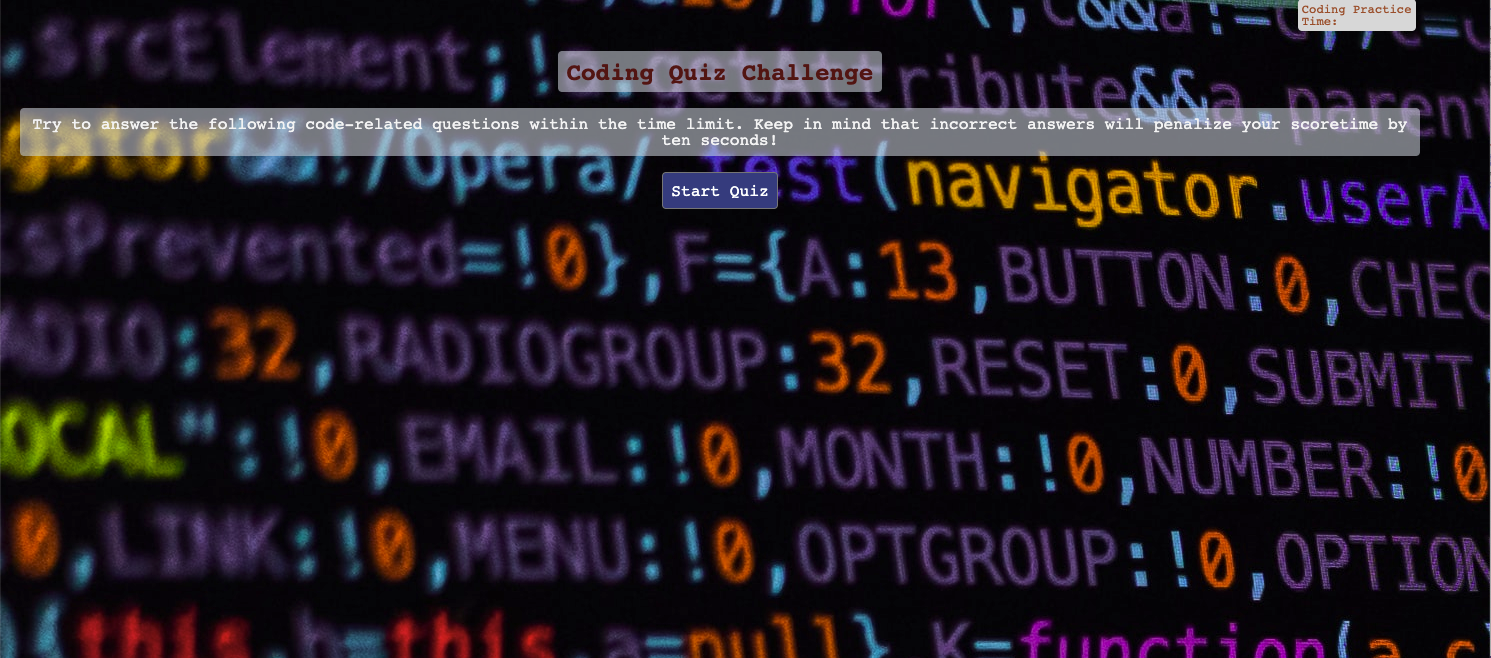 ,srcElement;!
for(;c&&a!=
Coding Practice
Time:
Coding Quiz Challenge
getAttribute&&a.parent
Try to answer the following code-related questions within the time limit. Keep in mind that incorrect answers will penalize your scoretime by
ten seconds!
gator&&!/Opera/.test(navigator.userA
Start Quiz
sPrevented=!0},F={A:13,BUTTON:0,CHEC
ADIO:32,RADIOGROUP:32,RESET:0,SUBMIT:
OCAL":!0,EMAIL:!0,MONTH:!0,NUMBER:!0
0,LINK:!0,MENU:!0,OPTGROUP:!0,OPTION
){this.b=this.a=null},K=function(a,c)